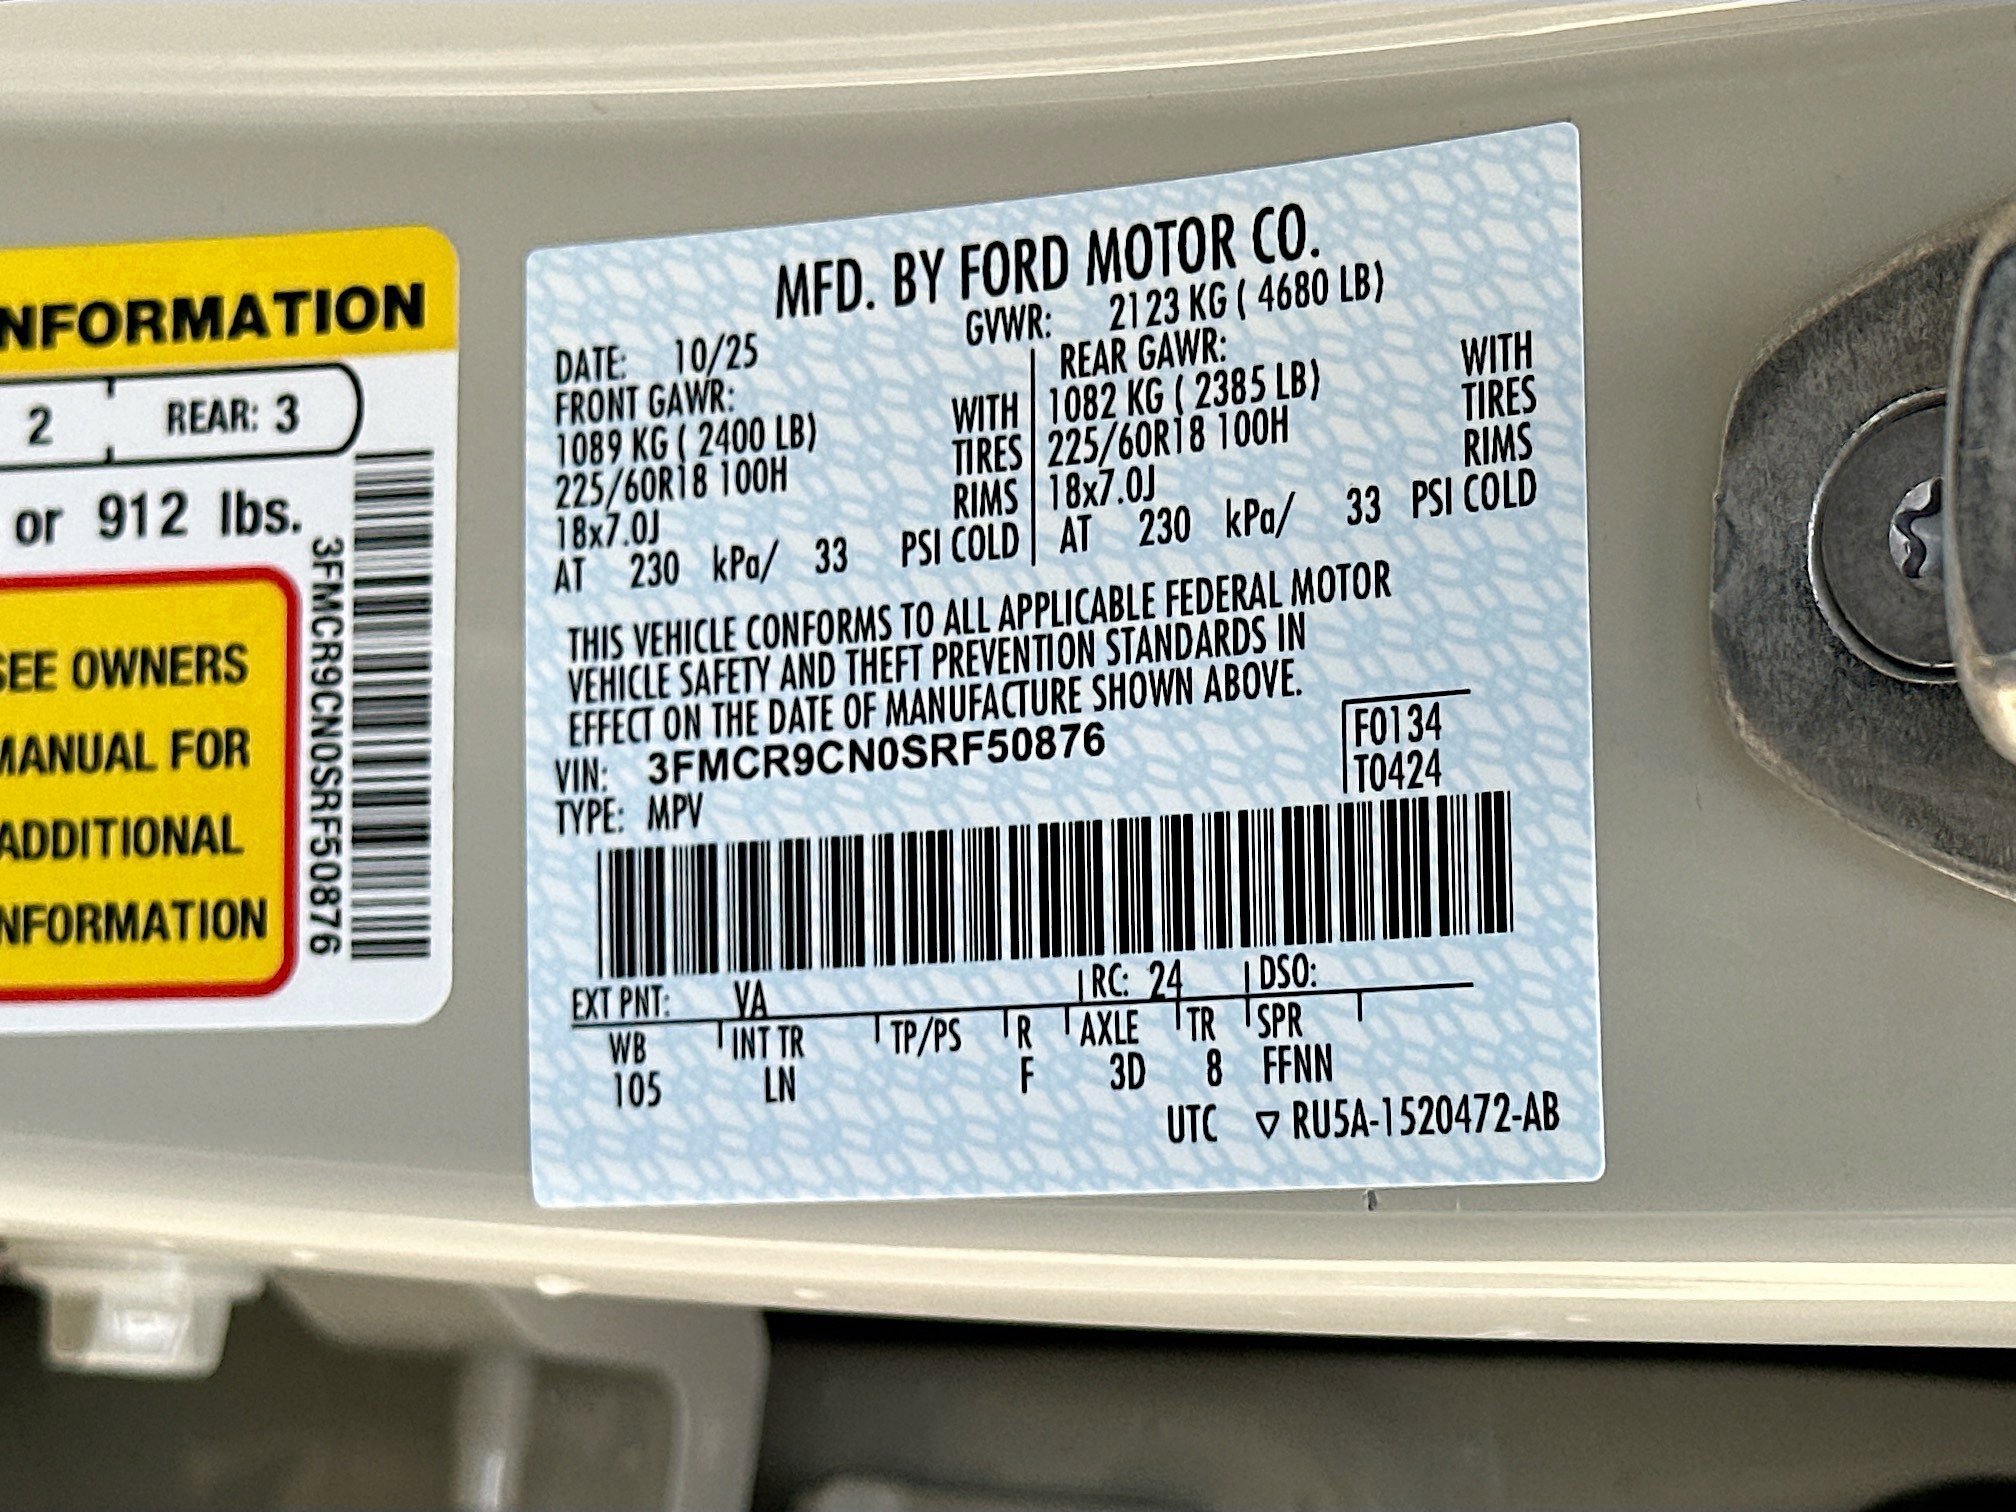 NFORMATION
2 REAR: 3
or 912 lbs.
SEE OWNERS
MANUAL FOR
ADDITIONAL
NFORMATION
3FMCR9CN0SRF50876
MFD. BY FORD MOTOR CO.
DATE: 10/25 GVWR: 2123 KG ( 4680 LB)
FRONT GAWR: REAR GAWR:
1089 KG ( 2400 LB) WITH 1082 KG ( 2385 LB) WITH
225/60R18 100H TIRES 225/60R18 100H TIRES
18x7.0J RIMS 18x7.0J RIMS
AT 230 kPa/ 33 PSI COLD AT 230 kPa/ 33 PSI COLD
THIS VEHICLE CONFORMS TO ALL APPLICABLE FEDERAL MOTOR
VEHICLE SAFETY AND THEFT PREVENTION STANDARDS IN
EFFECT ON THE DATE OF MANUFACTURE SHOWN ABOVE.
VIN: 3FMCR9CN0SRF50876 F0134
TYPE: MPV T0424
EXT PNT: VA RC: 24 DSO:
WB INT TR TP/PS R AXLE TR SPR
105 LN F 3D 8 FFNN
UTC ▽ RU5A-1520472-AB